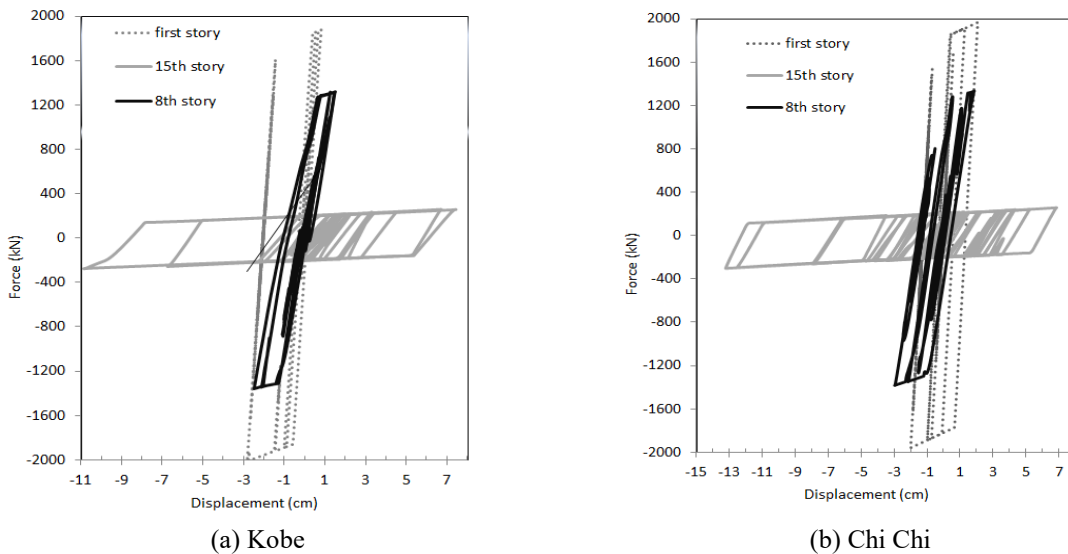 2000
1600
1200
800
400
0
-400
-800
-1200
-1600
-2000
Force (kN)
first story
15th story
8th story
-11 -9 -7 -5 -3 -1 1 3 5 7
Displacement (cm)
(a) Kobe
2000
1600
1200
800
400
0
-400
-800
-1200
-1600
-2000
Force (kN)
first story
15th story
8th story
-15 -13 -11 -9 -7 -5 -3 -1 1 3 5 7
Displacement (cm)
(b) Chi Chi